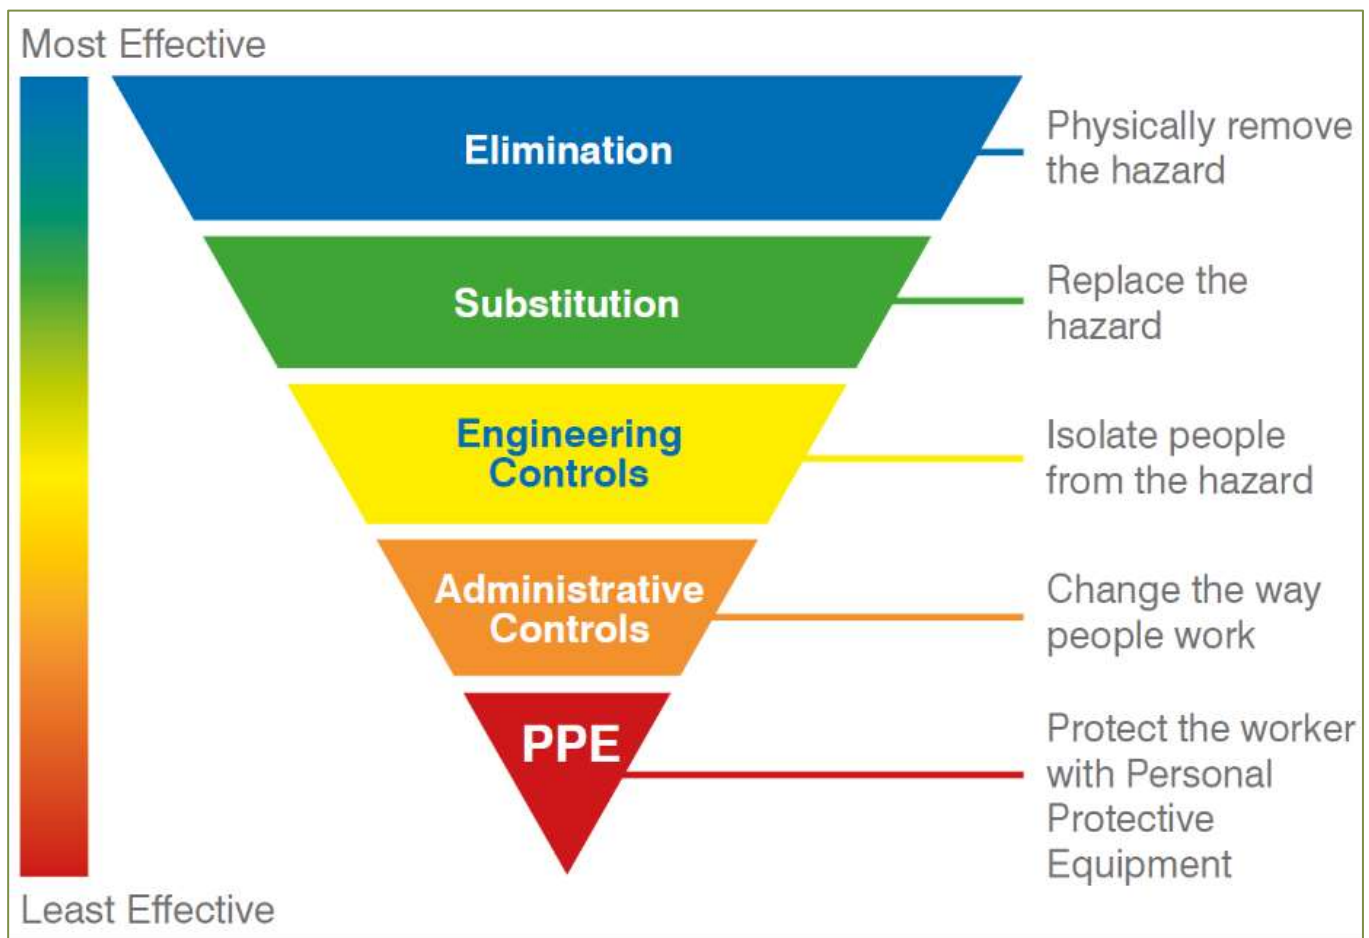 Most Effective
Elimination
Physically remove
the hazard
Substitution
Replace the
hazard
Engineering
Controls
Isolate people
from the hazard
Administrative
Controls
Change the way
people work
PPE
Protect the worker
with Personal
Protective
Equipment
Least Effective